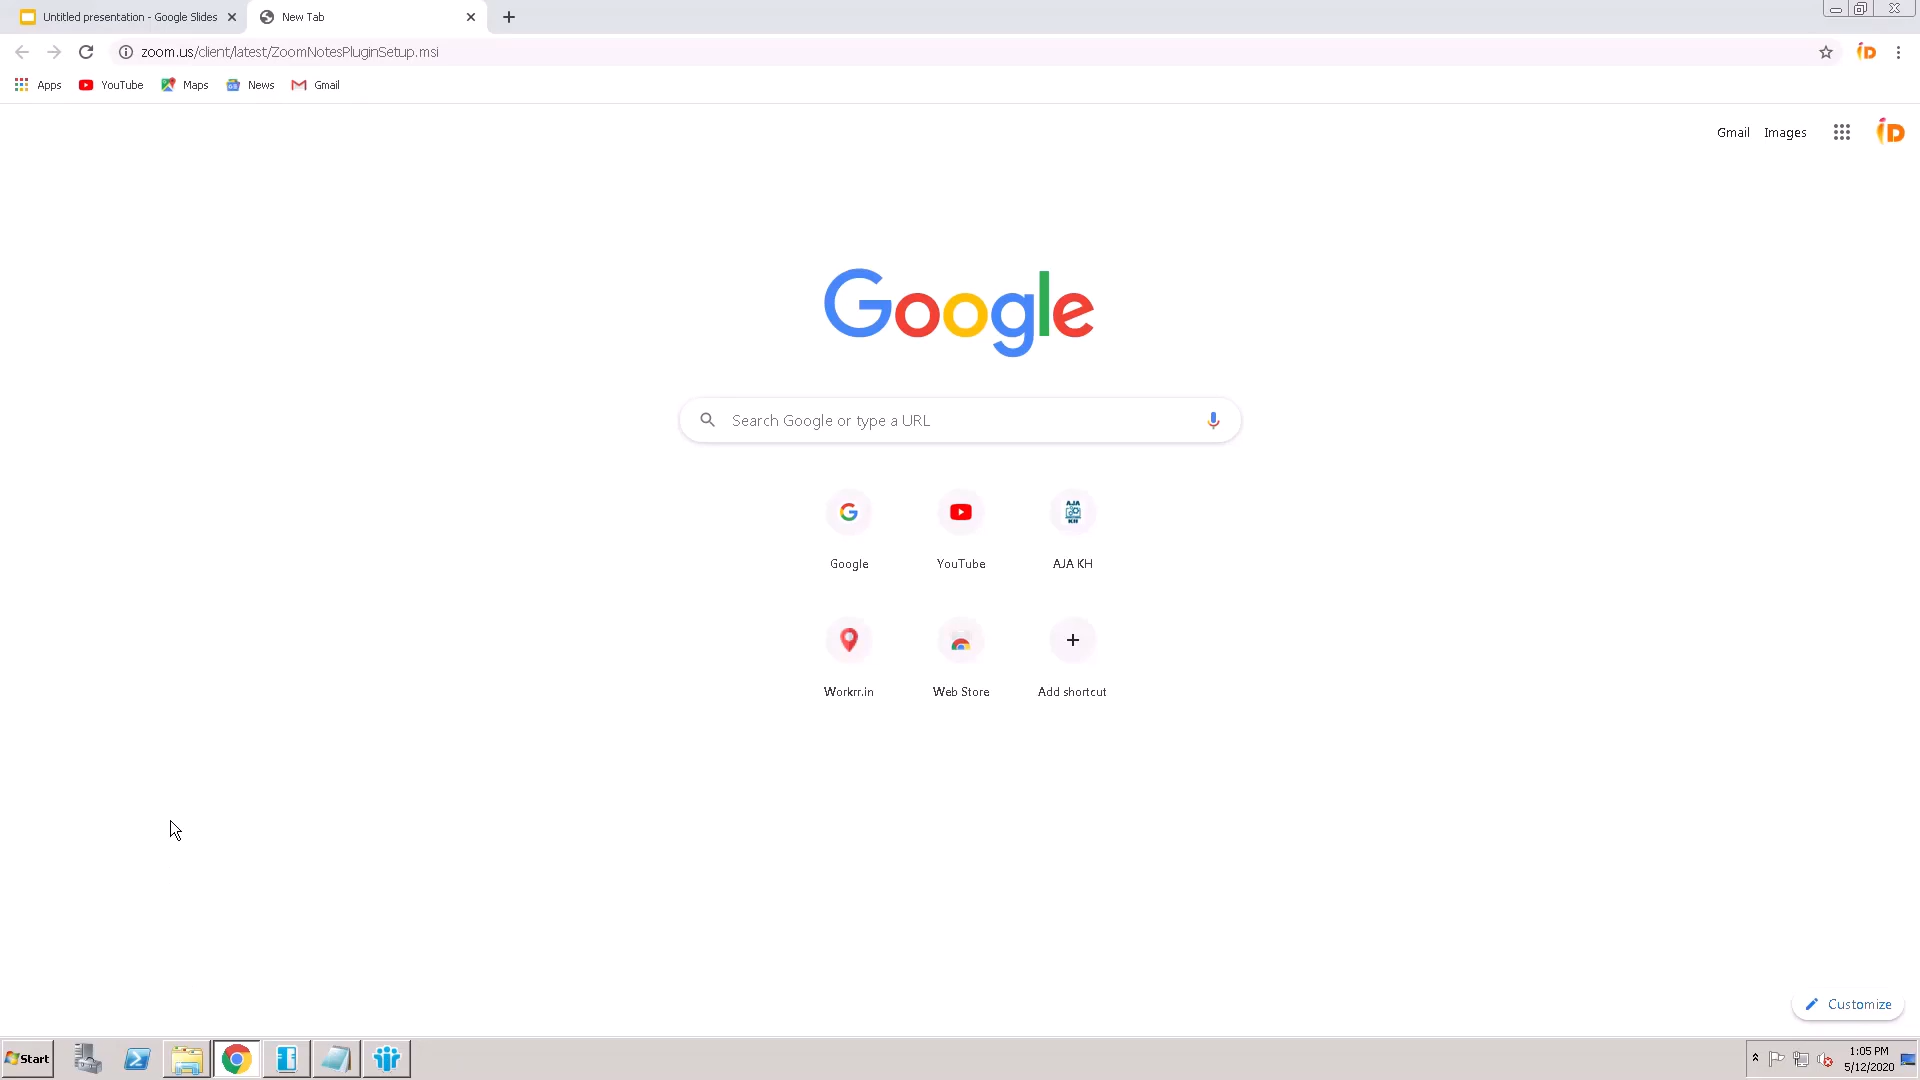 Untitled presentation - Google Slides
New Tab
zoom.us/client/latest/ZoomNotesPluginSetup.msi
Apps
YouTube
Maps
News
Gmail
Gmail
Images
iD
Google
Search Google or type a URL
Google
YouTube
AJA KH
Workrr.in
Web Store
Add shortcut
Customize
Start
1:05 PM
5/12/2020